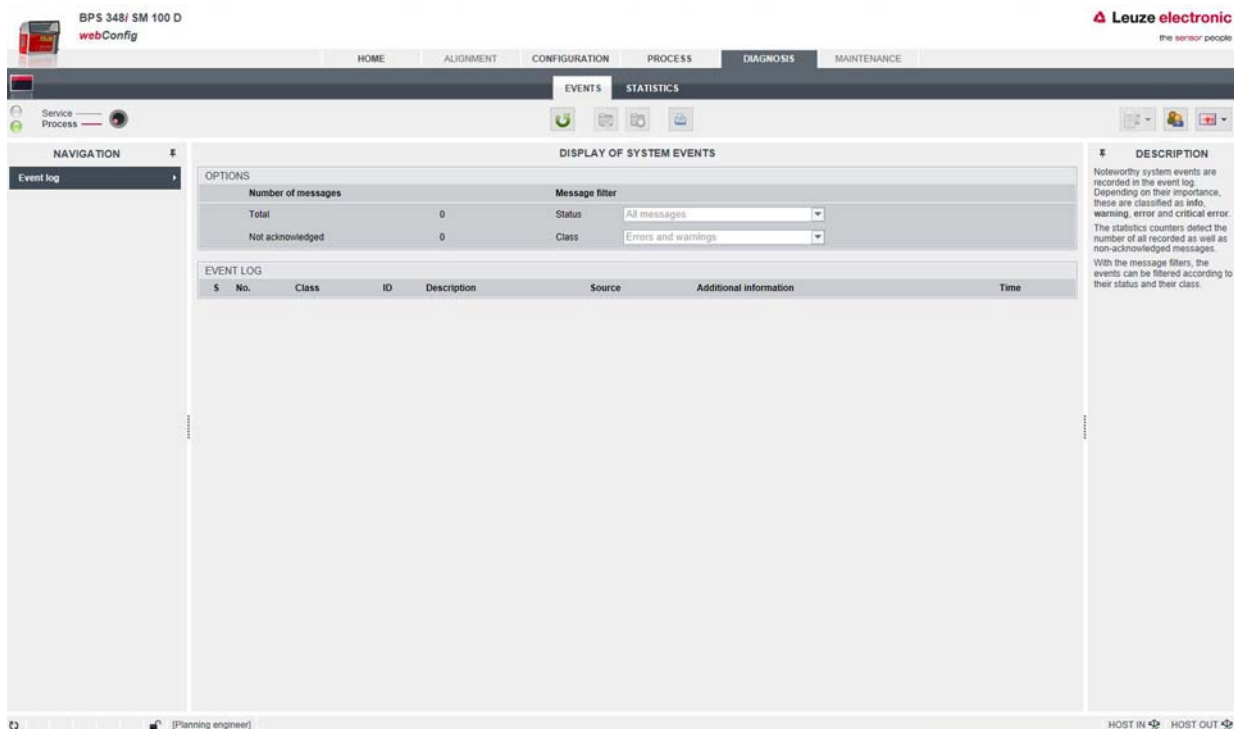 BPS 348i SM 100 D
webConfig
Leuze electronic
the sensor people
HOME
ALIGNMENT
CONFIGURATION
PROCESS
DIAGNOSIS
MAINTENANCE
EVENTS
STATISTICS
Service
Process
NAVIGATION
Event log
DISPLAY OF SYSTEM EVENTS
OPTIONS
Number of messages
Message filter
Total 0 Status All messages
Not acknowledged 0 Class Errors and warnings
EVENT LOG
S No. Class ID Description Source Additional information Time
DESCRIPTION
Noteworthy system events are
recorded in the event log.
Depending on their importance,
these are classified as info,
warning, error and critical error.
The statistics counters detect the
number of all recorded as well as
non-acknowledged messages.
With the message filters, the
events can be filtered according to
their status and their class.
[Planning engineer]
HOST IN
HOST OUT